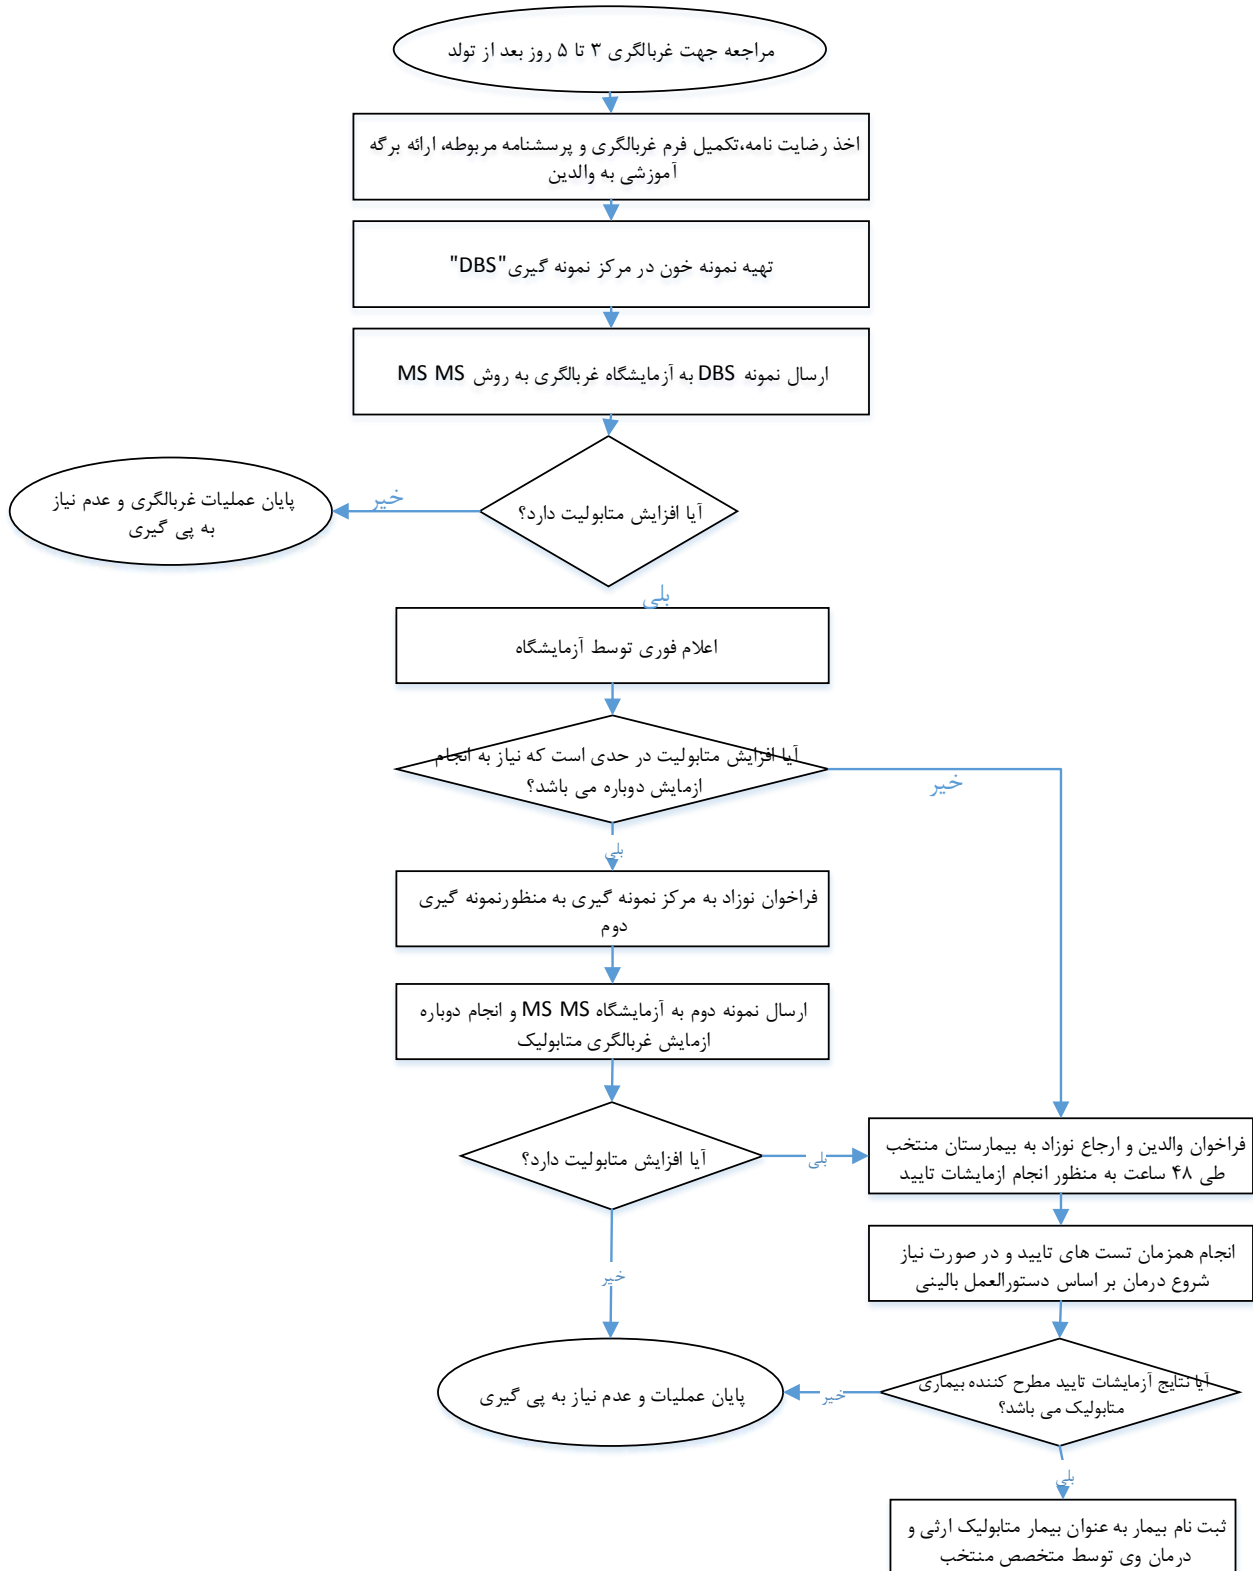 مراجعه جهت غربالگری ۳ تا ۵ روز بعد از تولد
اخذ رضایت نامه،تکمیل فرم غربالگری و پرسشنامه مربوطه، ارائه برگه
آموزشی به والدین
تهیه نمونه خون در مرکز نمونه گیری"DBS"
ارسال نمونه DBS به آزمایشگاه غربالگری به روش MS MS
آیا افزایش متابولیت دارد؟
خیر
پایان عملیات غربالگری و عدم نیاز
به پی گیری
بلی
اعلام فوری توسط آزمایشگاه
آیا افزایش متابولیت در حدی است که نیاز به انجام
ازمایش دوباره می باشد؟
خیر
بلی
فراخوان نوزاد به مرکز نمونه گیری به منظورنمونه گیری
دوم
ارسال نمونه دوم به آزمایشگاه MS MS و انجام دوباره
ازمایش غربالگری متابولیک
آیا افزایش متابولیت دارد؟
بلی
فراخوان والدین و ارجاع نوزاد به بیمارستان منتخب
طی ۴۸ ساعت به منظور انجام ازمایشات تایید
انجام همزمان تست های تایید و در صورت نیاز
شروع درمان بر اساس دستورالعمل بالینی
خیر
آیا نتایج آزمایشات تایید مطرح کننده بیماری
متابولیک می باشد؟
خیر
پایان عملیات و عدم نیاز به پی گیری
بلی
ثبت نام بیمار به عنوان بیمار متابولیک ارثی و
درمان وی توسط متخصص منتخب